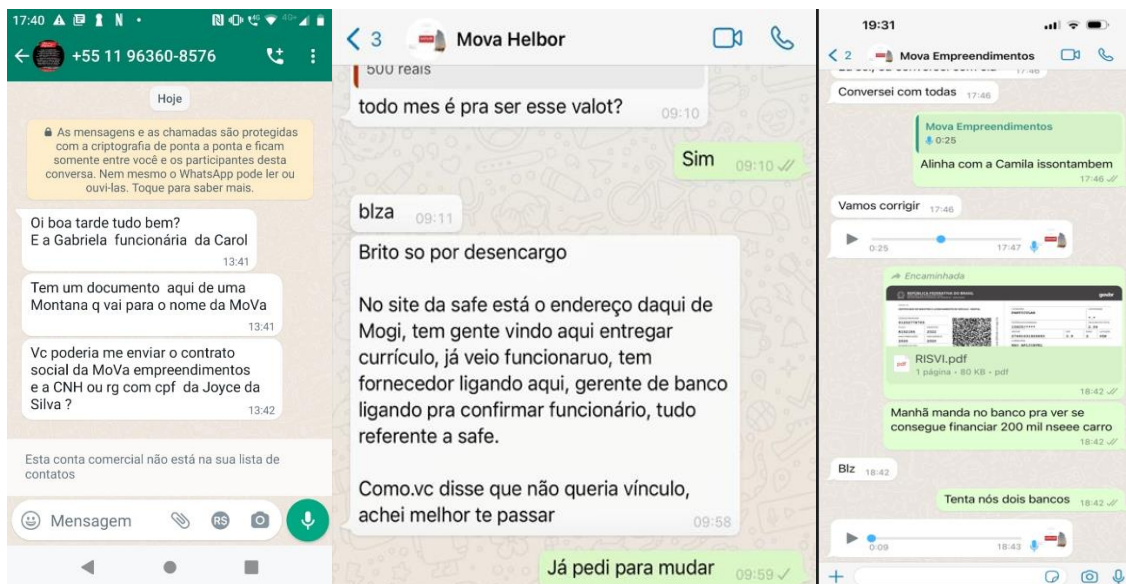 17:40
+55 11 96360-8576
Hoje
As mensagens e as chamadas são protegidas
com a criptografia de ponta a ponta e ficam
somente entre você e os participantes desta
conversa. Nem mesmo o WhatsApp pode ler ou
ouvi-las. Toque para saber mais.
Oi boa tarde tudo bem?
E a Gabriela funcionária da Carol
13:41
Tem um documento aqui de uma
Montana q vai para o nome da MoVa
13:41
Vc poderia me enviar o contrato
social da MoVa empreendimentos
e a CNH ou rg com cpf da Joyce da
Silva ?
13:42
Esta conta comercial não está na sua lista de
contatos
Mensagem
RS
3
Mova Helbor
500 reais
todo mes é pra ser esse valot?
09:10
Sim
09:10
blza
09:11
Brito so por desencargo
No site da safe está o endereço daqui de
Mogi, tem gente vindo aqui entregar
currículo, já veio funcionaruo, tem
fornecedor ligando aqui, gerente de banco
ligando pra confirmar funcionário, tudo
referente a safe.
Como.vc disse que não queria vínculo,
achei melhor te passar
09:58
Já pedi para mudar
09:59
19:31
2
Mova Empreendimentos
17:46
Conversei com todas
17:46
Mova Empreendimentos
0:25
Alinha com a Camila issontambem
17:46
Vamos corrigir
17:46
0:25
17:47
Encaminhada
RISVI.pdf
1 página • 80 KB • pdf
18:42
Manhã manda no banco pra ver se
consegue financiar 200 mil nseee carro
18:42
Blz
18:42
Tenta nós dois bancos
18:42
0:09
18:43